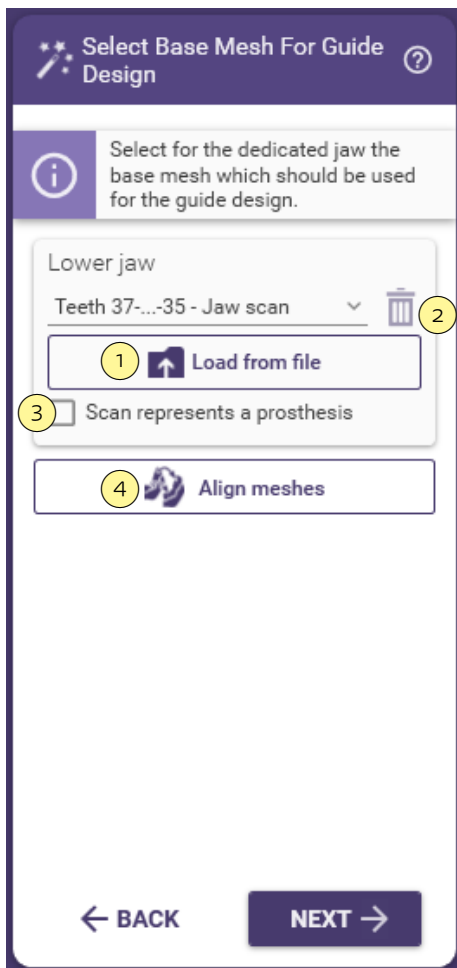 Select Base Mesh For Guide
Design
Select for the dedicated jaw the
base mesh which should be used
for the guide design.
Lower jaw
Teeth 37-...-35 - Jaw scan
2
1 Load from file
3 Scan represents a prosthesis
4 Align meshes
BACK NEXT